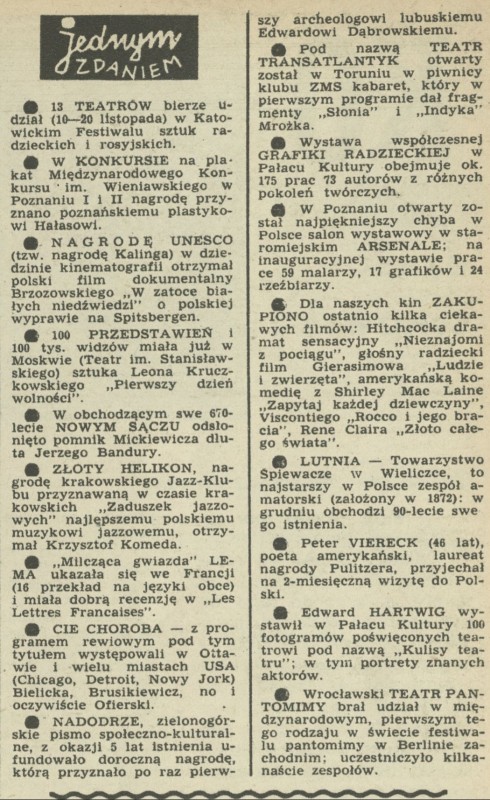 jednym
ZDANIEM
● 13 TEATRÓW bierze u-
dział (10—20 listopada) w Kato-
wickim Festiwalu sztuk ra-
dzieckich i rosyjskich.
● W KONKURSIE na pla-
kat Międzynarodowego Kon-
kursu im. Wieniawskiego w
Poznaniu I i II nagrodę przy-
znano poznańskiemu plastyko-
wi Hałasowi.
● NAGRODĘ UNESCO
(tzw. nagrodę Kalinga) w dzie-
dzinie kinematografii otrzymał
polski film dokumentalny
Brzozowskiego „W zatoce bia-
łych niedźwiedzi" o polskiej
wyprawie na Spitsbergen.
● 100 PRZEDSTAWIEŃ i
100 tys. widzów miała już w
Moskwie (Teatr im. Stanisław-
skiego) sztuka Leona Krucz-
kowskiego „Pierwszy dzień
wolności".
● W obchodzącym swe 670-
lecie NOWYM SĄCZU odsło-
nięto pomnik Mickiewicza dłu-
ta Jerzego Bandury.
● ZŁOTY HELIKON, na-
grodę krakowskiego Jazz-Klu-
bu przyznawaną w czasie kra-
kowskich „Zaduszek jazzo-
wych" najlepszemu polskiemu
muzykowi jazzowemu, otrzy-
mał Krzysztof Komeda.
● „Milcząca gwiazda" LE-
MA ukazała się we Francji
(16 przekład na języki obce)
i miała dobrą recenzję w „Les
Lettres Francaises".
● CIE CHOROBA — z pro-
gramem rewiowym pod tym
tytułem występowali w Otta-
wie i wielu miastach USA
(Chicago, Detroit, Nowy Jork)
Bielicka, Brusikiewicz, no i
oczywiście Ofierski.
● NADODRZE, zielonogór-
skie pismo społeczno-kultural-
ne, z okazji 5 lat istnienia u-
fundowało doroczną nagrodę,
którą przyznało po raz pierw-
szy archeologowi lubuskiemu
Edwardowi Dąbrowskiemu.
● Pod nazwą TEATR
TRANSATLANTYK otwarty
został w Toruniu w piwnicy
klubu ZMS kabaret, który w
pierwszym programie dał frag-
menty „Słonia" i „Indyka"
Mrożka.
● Wystawa współczesnej
GRAFIKI RADZIECKIEJ w
Pałacu Kultury obejmuje ok.
175 prac 73 autorów z różnych
pokoleń twórczych.
● W Poznaniu otwarty zo-
stał najpiękniejszy chyba w
Polsce salon wystawowy w sta-
romiejskim ARSENALE; na
inauguracyjnej wystawie pra-
ce 59 malarzy, 17 grafików i 24
rzeźbiarzy.
● Dla naszych kin ZAKU-
PIONO ostatnio kilka cieka-
wych filmów: Hitchcocka dra-
mat sensacyjny „Nieznajomi
z pociągu", głośny radziecki
film Gierasimowa „Ludzie
i zwierzęta", amerykańską ko-
medię z Shirley Mac Laine
„Zapytaj każdej dziewczyny",
Viscontiego „Rocco i jego bra-
cia", Rene Claira „Złoto całe-
go świata".
● LUTNIA — Towarzystwo
Śpiewacze w Wieliczce, to
najstarszy w Polsce zespół a-
matorski (założony w 1872): w
grudniu obchodzi 90-lecie swe
go istnienia.
● Peter VIERECK (46 lat),
poeta amerykański, laureat
nagrody Pulitzera, przyjechał
na 2-miesięczną wizytę do Pol-
ski.
● Edward HARTWIG wy-
stawił w Pałacu Kultury 100
fotogramów poświęconych tea-
trowi pod nazwą „Kulisy tea-
tru"; w tym portrety znanych
aktorów.
● Wrocławski TEATR PAN-
TOMIMY brał udział w mię-
dzynarodowym, pierwszym te-
go rodzaju w świecie festiwa-
lu pantomimy w Berlinie za-
chodnim; uczestniczyło kilka-
naście zespołów.